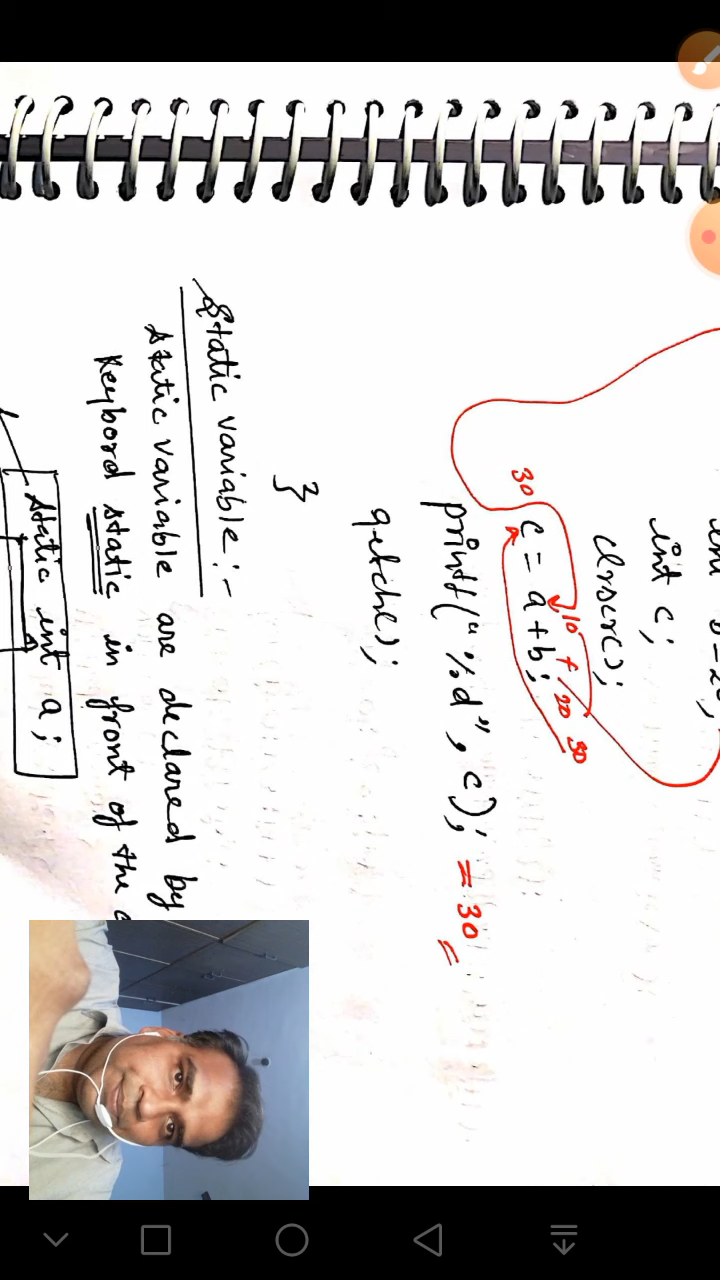 int c;
clrscr();
30
10 + 20 30
c = a + b;
printf("%d", c); = 30
getch();
}
Static variable :-
static variable are declared by
Keybord static in front of the
static int a;